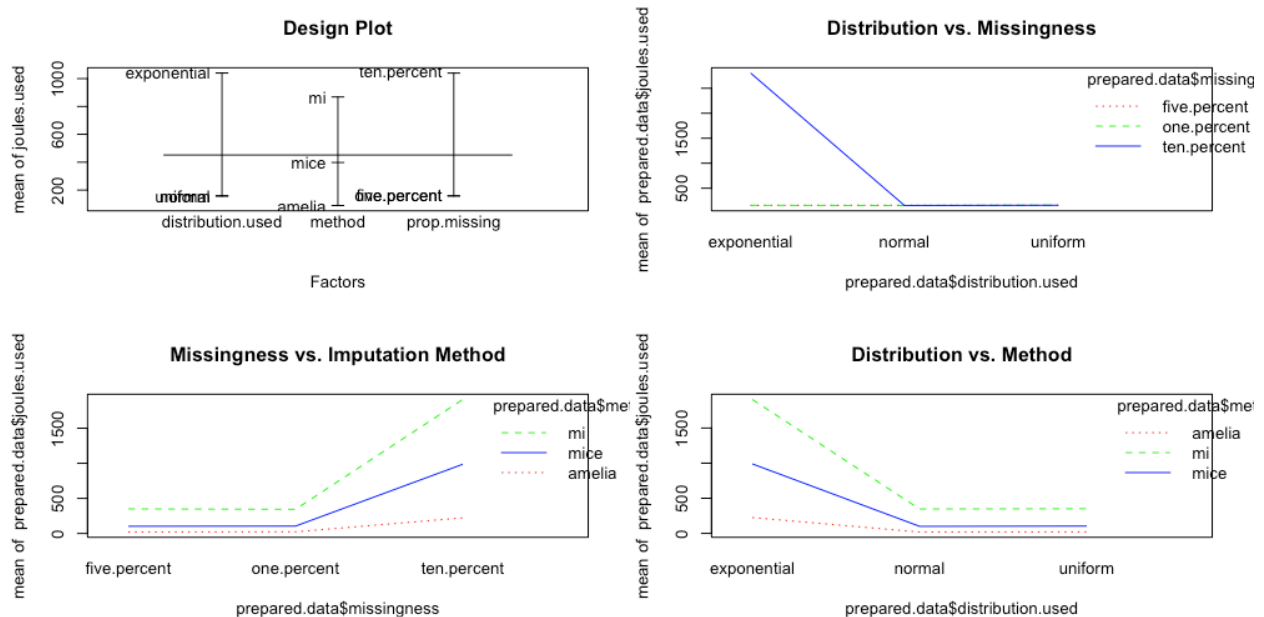 Design Plot
mean of joules.used
1000
600
200
exponential
ten.percent
mi
mice
uniformal
amelia
five.percent
distribution.used method prop.missing
Factors
Distribution vs. Missingness
mean of prepared.data$joules.used
1500
500
prepared.data$missing
five.percent
one.percent
ten.percent
exponential normal uniform
prepared.data$distribution.used
Missingness vs. Imputation Method
mean of prepared.data$joules.used
1500
500
0
prepared.data$met
mi
mice
amelia
five.percent one.percent ten.percent
prepared.data$missingness
Distribution vs. Method
mean of prepared.data$joules.used
1500
500
0
prepared.data$met
amelia
mi
mice
exponential normal uniform
prepared.data$distribution.used